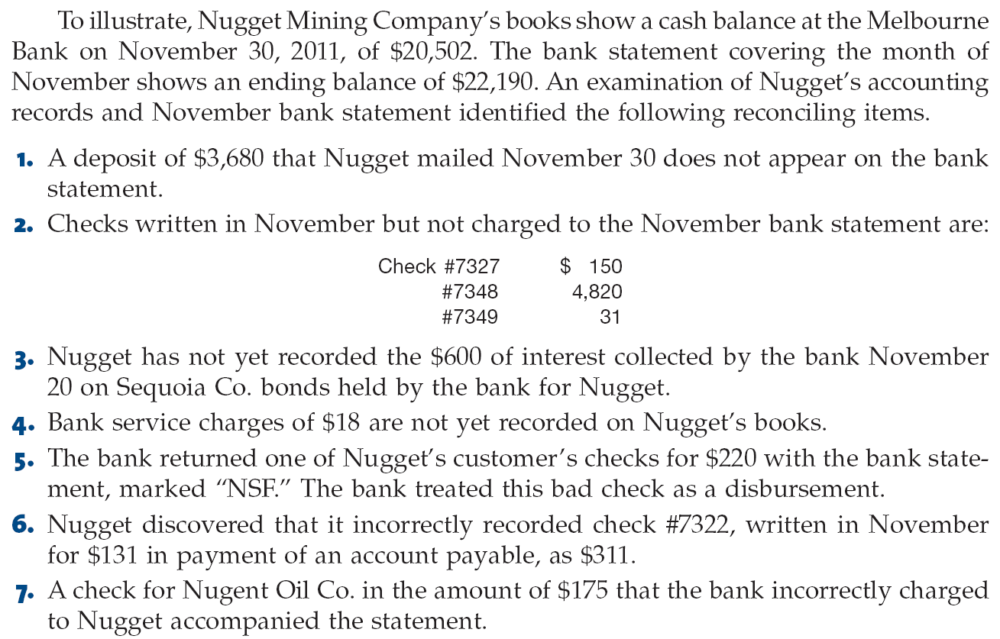 To illustrate, Nugget Mining Company's books show a cash balance at the Melbourne
Bank on November 30, 2011, of $20,502. The bank statement covering the month of
November shows an ending balance of $22,190. An examination of Nugget's accounting
records and November bank statement identified the following reconciling items.
1. A deposit of $3,680 that Nugget mailed November 30 does not appear on the bank
statement.
2. Checks written in November but not charged to the November bank statement are:
Check #7327 $ 150
#7348 4,820
#7349 31
3. Nugget has not yet recorded the $600 of interest collected by the bank November
20 on Sequoia Co. bonds held by the bank for Nugget.
4. Bank service charges of $18 are not yet recorded on Nugget's books.
5. The bank returned one of Nugget's customer's checks for $220 with the bank state-
ment, marked “NSF.” The bank treated this bad check as a disbursement.
6. Nugget discovered that it incorrectly recorded check #7322, written in November
for $131 in payment of an account payable, as $311.
7. A check for Nugent Oil Co. in the amount of $175 that the bank incorrectly charged
to Nugget accompanied the statement.